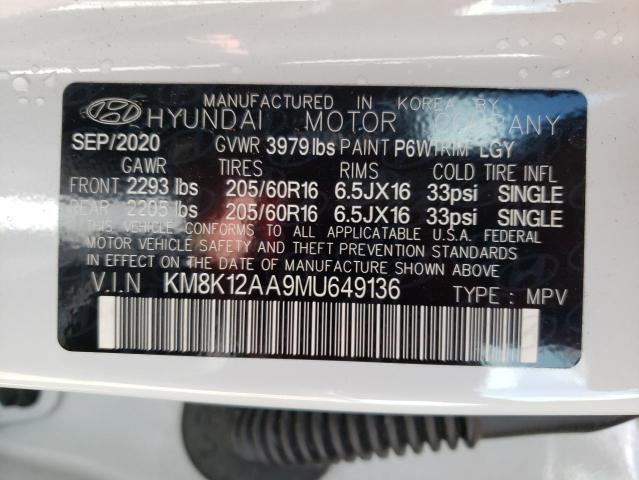 MANUFACTURED IN KOREA BY
HYUNDAI MOTOR COMPANY
SEP/2020 GVWR 3979 lbs PAINT P6W TRIM LGY
GAWR TIRES RIMS COLD TIRE INFL
FRONT 2293 lbs 205/60R16 6.5JX16 33psi SINGLE
REAR 2205 lbs 205/60R16 6.5JX16 33psi SINGLE
THIS VEHICLE CONFORMS TO ALL APPLICABLE U.S.A. FEDERAL
MOTOR VEHICLE SAFETY AND THEFT PREVENTION STANDARDS
IN EFFECT ON THE DATE OF MANUFACTURE SHOWN ABOVE
V.I.N KM8K12AA9MU649136 TYPE : MPV